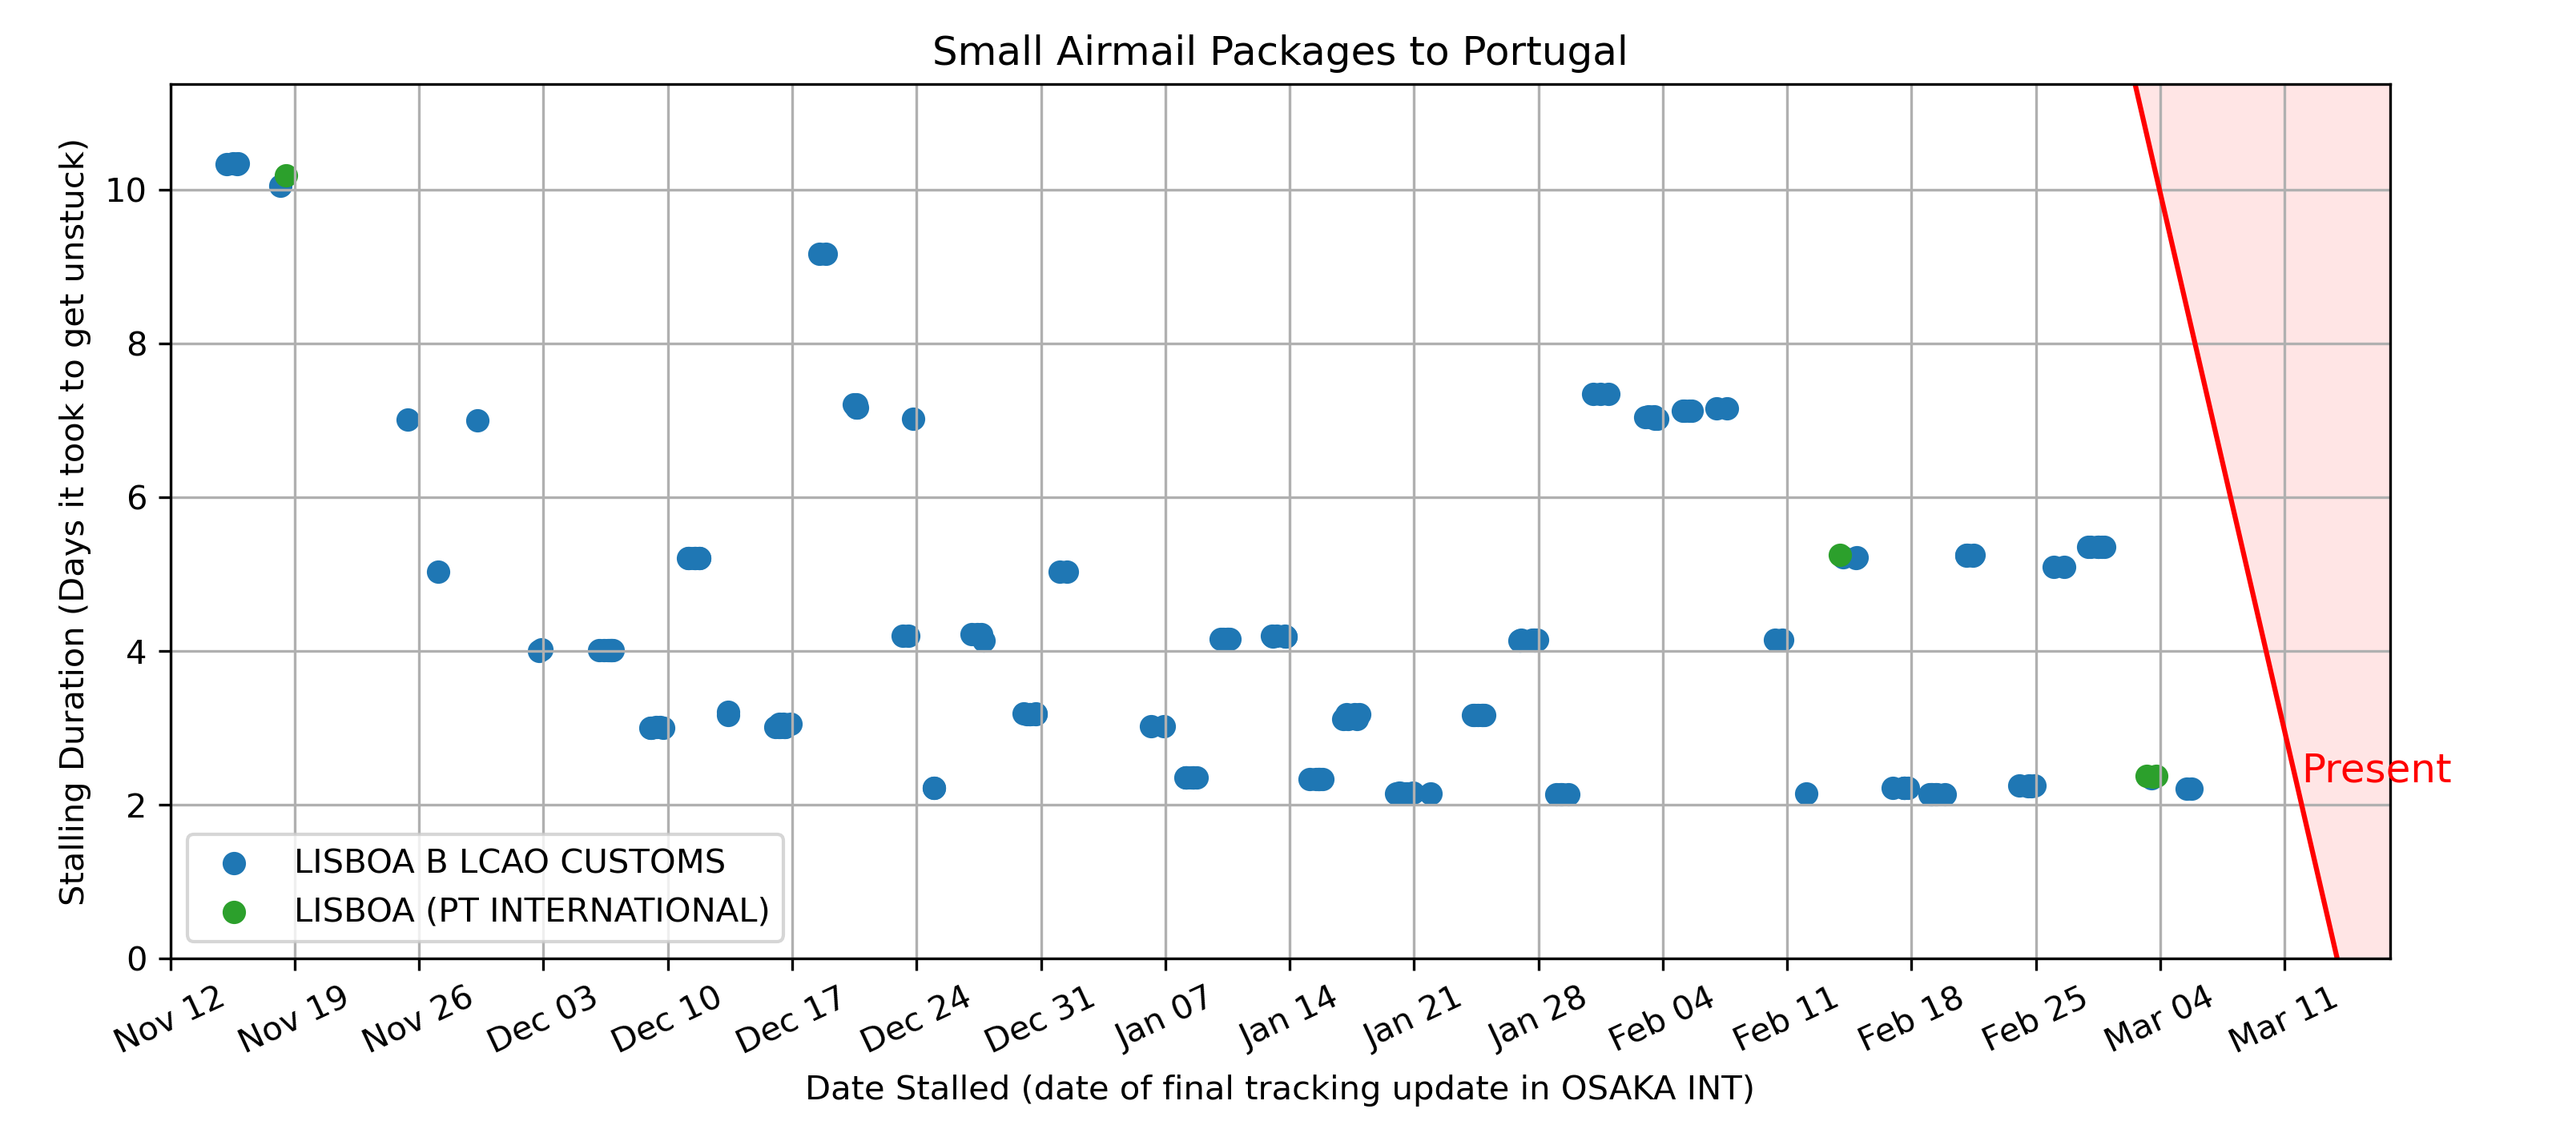 Small Airmail Packages to Portugal
Stalling Duration (Days it took to get unstuck)
10
8
6
4
2
0
Present
LISBOA B LCAO CUSTOMS
LISBOA (PT INTERNATIONAL)
Nov 12
Nov 19
Nov 26
Dec 03
Dec 10
Dec 17
Dec 24
Dec 31
Jan 07
Jan 14
Jan 21
Jan 28
Feb 04
Feb 11
Feb 18
Feb 25
Mar 04
Mar 11
Date Stalled (date of final tracking update in OSAKA INT)